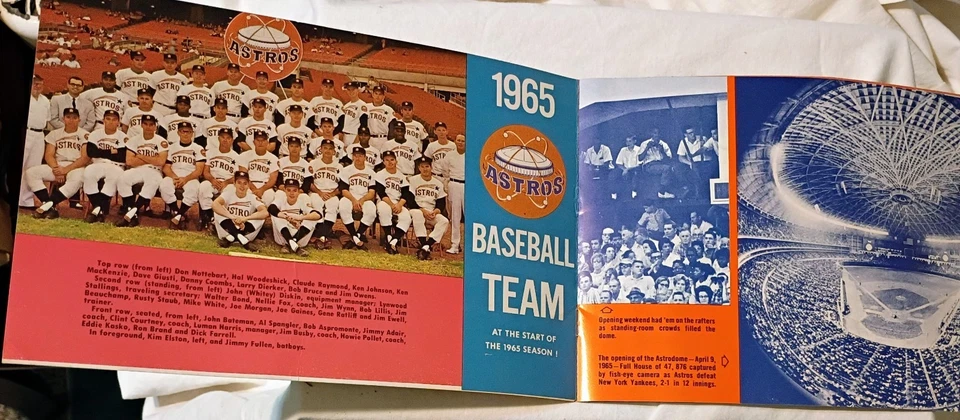 ASTROS
Top row (from left) Don Nottebart, Hal Woodeshick, Claude Raymond, Ken Johnson, Ken
MacKenzie, Dave Giusti, Danny Coombs, Larry Dierker, Bob Bruce and Jim Owens.
Second row (standing, from left) John (Whitey) Diskin, equipment manager; Lynwood
Stallings, traveling secretary; Walter Bond, Nellie Fox, coach, Jim Wynn, Bob Lillis, Jim
Beauchamp, Rusty Staub, Mike White, Joe Morgan, Joe Gaines, Gene Ratliff and Jim Ewell,
trainer.
Front row, seated, from left, John Bateman, Al Spangler, Bob Aspromonte, Jimmy Adair,
coach, Clint Courtney, coach, Luman Harris, manager, Jim Busby, coach, Howie Pollet, coach,
Eddie Kasko, Ron Brand and Dick Farrell.
In foreground, Kim Elston, left, and Jimmy Fullen, batboys.
1965
ASTROS
BASEBALL
TEAM
AT THE START OF
THE 1965 SEASON !
Opening weekend had 'em on the rafters
as standing-room crowds filled the
dome.
The opening of the Astrodome — April 9,
1965 — Full House of 47, 876 captured
by fish-eye camera as Astros defeat
New York Yankees, 2-1 in 12 innings.